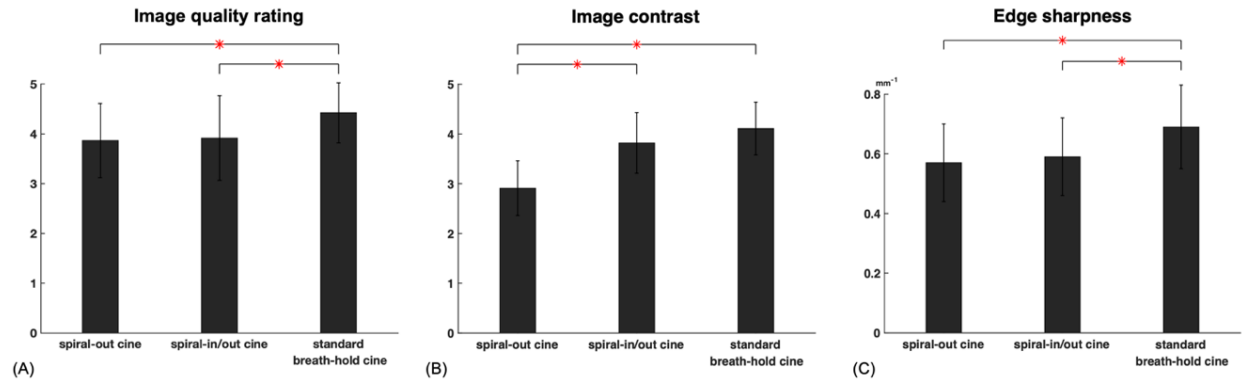 Image quality rating
*
*
5
4
3
2
1
0
spiral-out cine
spiral-in/out cine
standard
breath-hold cine
(A)
Image contrast
*
*
5
4
3
2
1
0
spiral-out cine
spiral-in/out cine
standard
breath-hold cine
(B)
Edge sharpness
*
*
mm⁻¹
0.8
0.6
0.4
0.2
0
spiral-out cine
spiral-in/out cine
standard
breath-hold cine
(C)